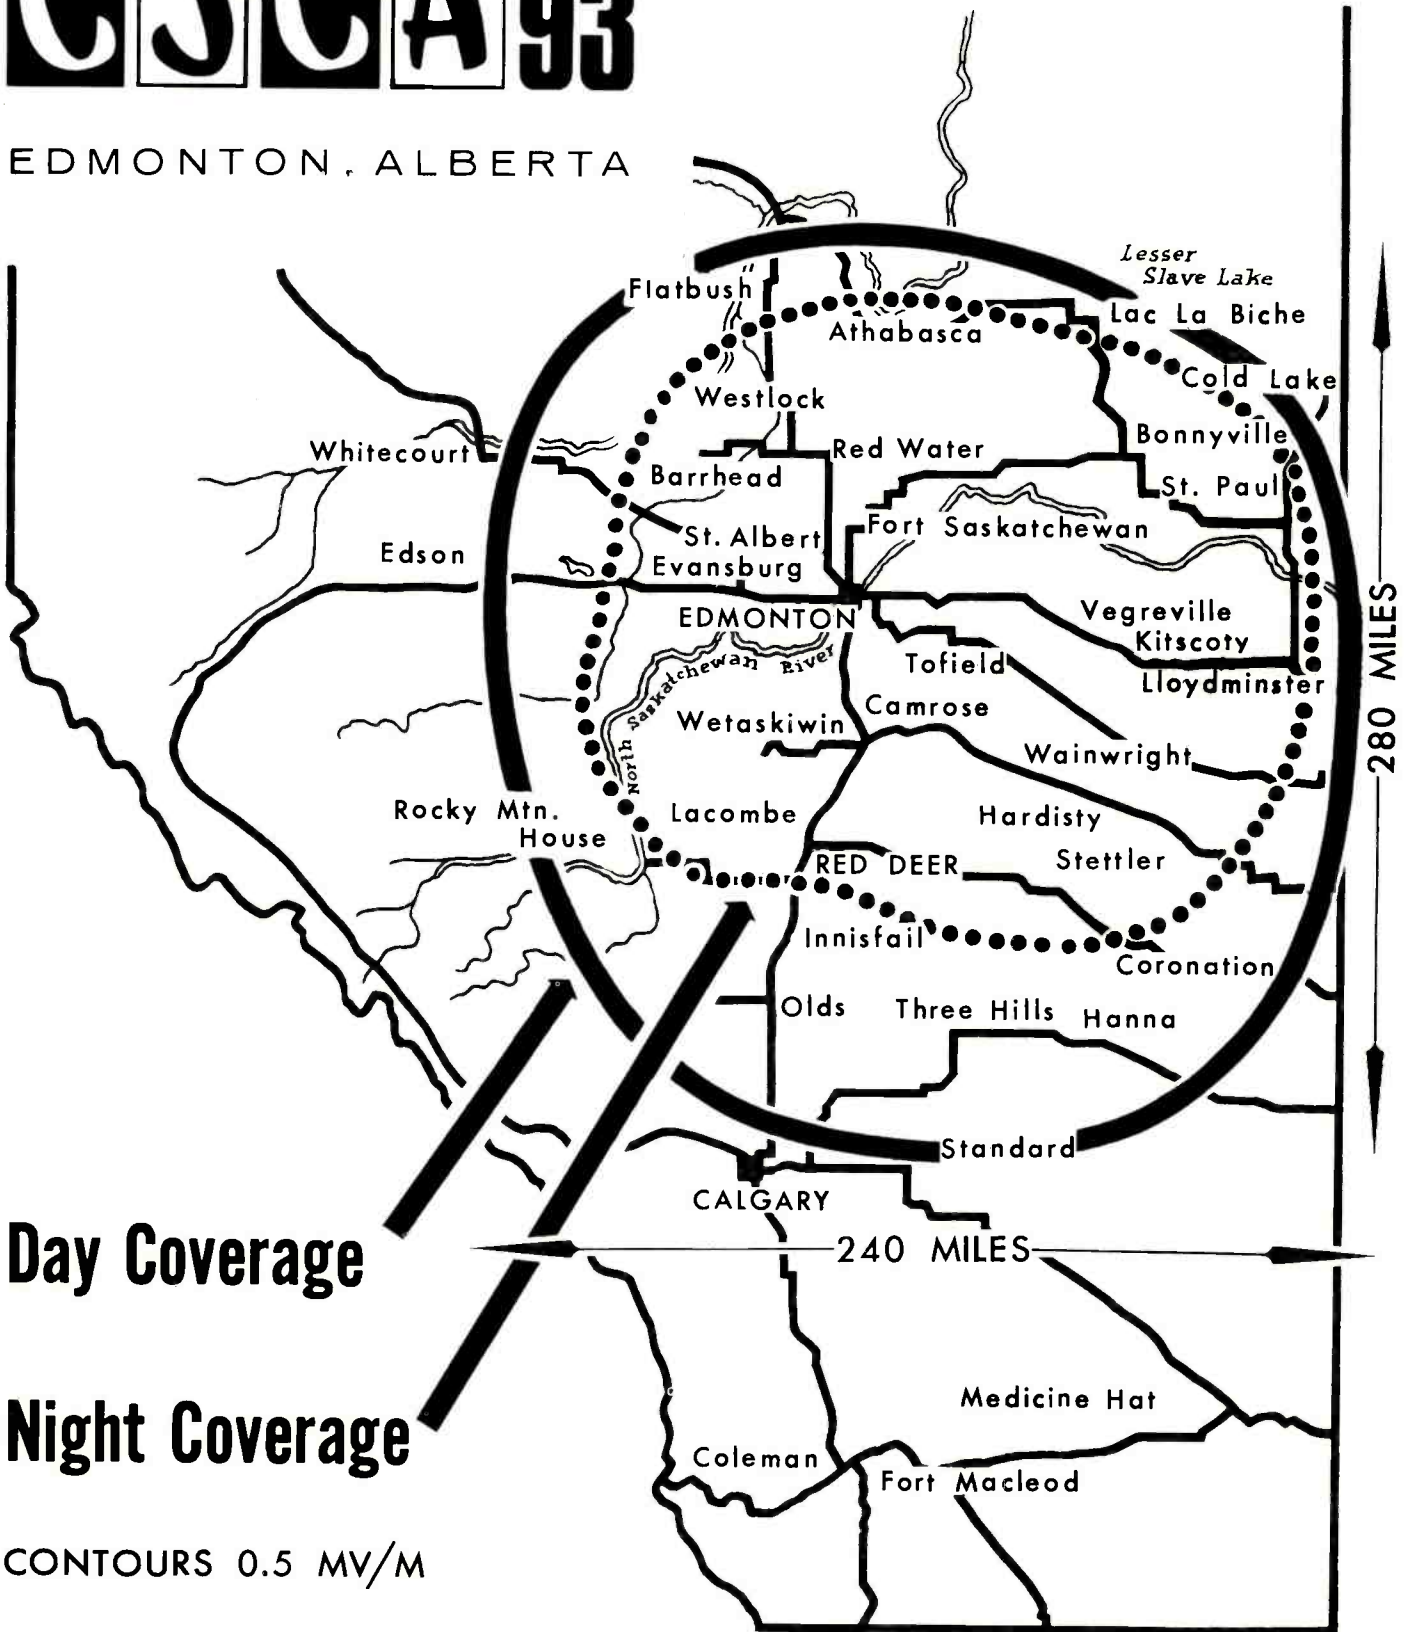 CJCA 93
EDMONTON, ALBERTA
Lesser
Slave Lake
Flatbush
Lac La Biche
Athabasca
Cold Lake
Westlock
Bonnyville
Whitecourt
Red Water
Barrhead
St. Paul
Fort Saskatchewan
St. Albert
Edson
Evansburg
EDMONTON
Vegreville
Kitscoty
Tofield
Lloydminster
North Saskatchewan River
Camrose
Wetaskiwin
280 MILES
Wainwright
Rocky Mtn.
House
Lacombe
Hardisty
RED DEER
Stettler
Innisfail
Coronation
Olds
Three Hills
Hanna
Standard
CALGARY
Day Coverage
240 MILES
Medicine Hat
Night Coverage
Coleman
Fort Macleod
CONTOURS 0.5 MV/M